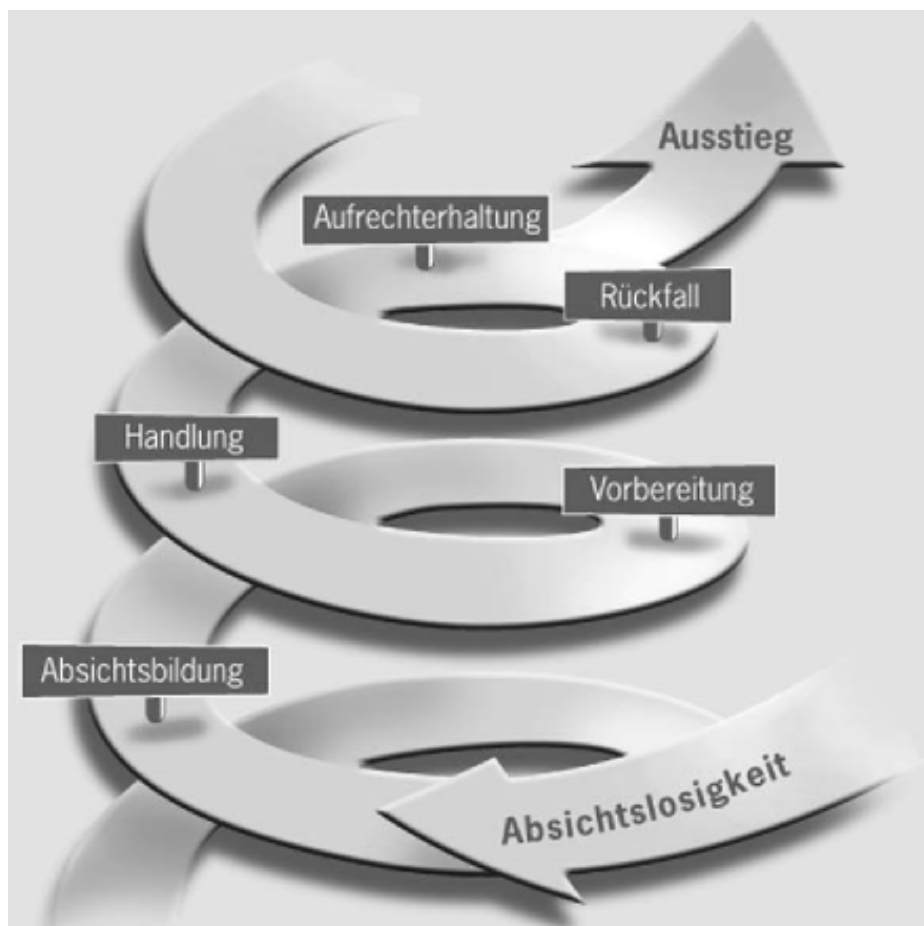 Ausstieg
Aufrechterhaltung
Rückfall
Handlung
Vorbereitung
Absichtsbildung
Absichtslosigkeit